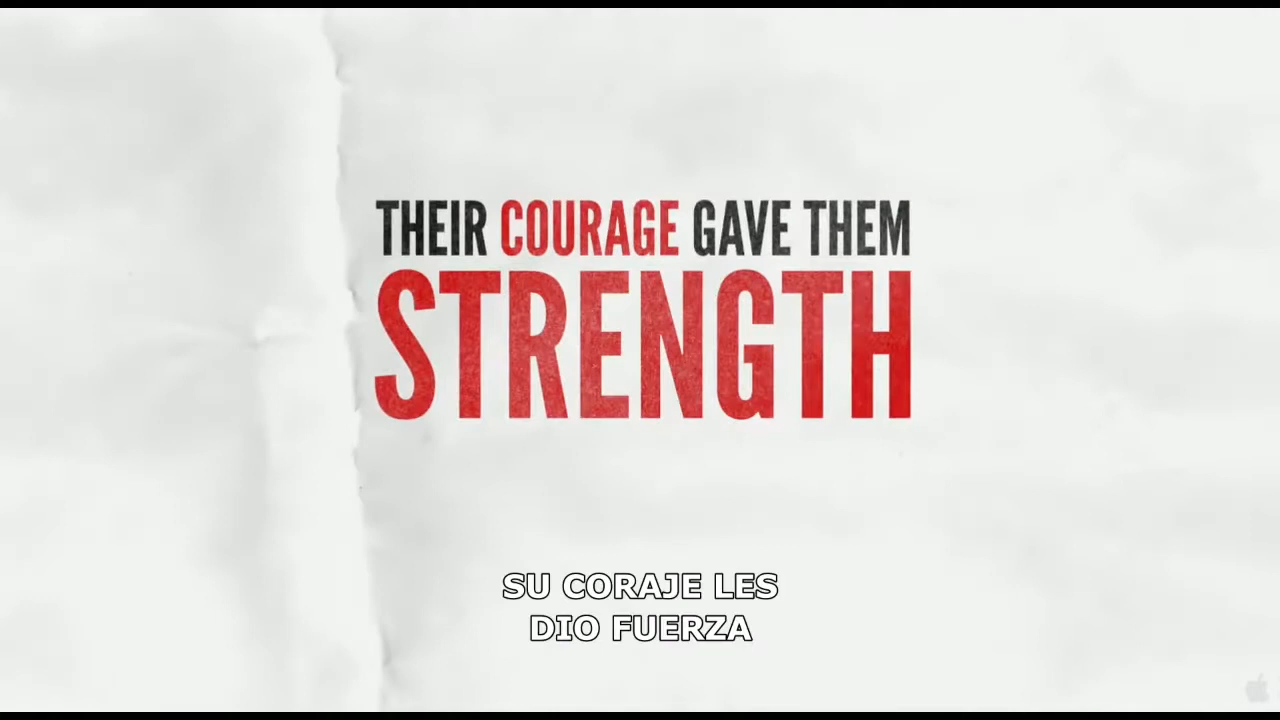 THEIR COURAGE GAVE THEM
STRENGTH
SU CORAJE LES
DIO FUERZA